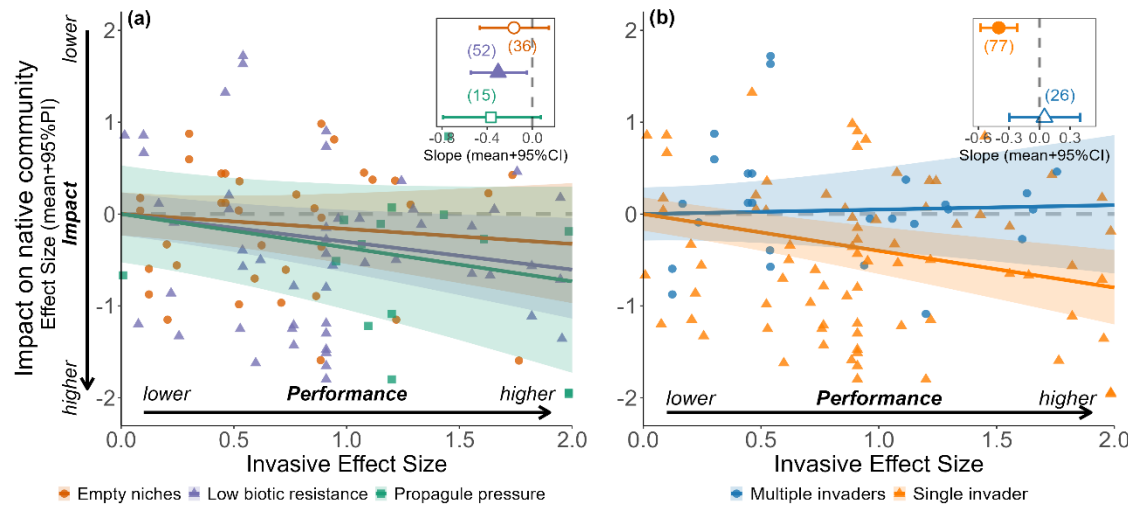 Impact on native community
Effect Size (mean+95%PI)
lower
Impact
higher
(a)
2
1
0
-1
-2
(36)
(52)
(15)
-0.8 -0.4 0.0
Slope (mean+95%CI)
lower Performance higher
0.0 0.5 1.0 1.5 2.0
Invasive Effect Size
Empty niches Low biotic resistance Propagule pressure
(b)
2
1
0
-1
-2
(77)
(26)
-0.6 0.0 0.3
Slope (mean+95%CI)
lower Performance higher
0.0 0.5 1.0 1.5 2.0
Invasive Effect Size
Multiple invaders Single invader